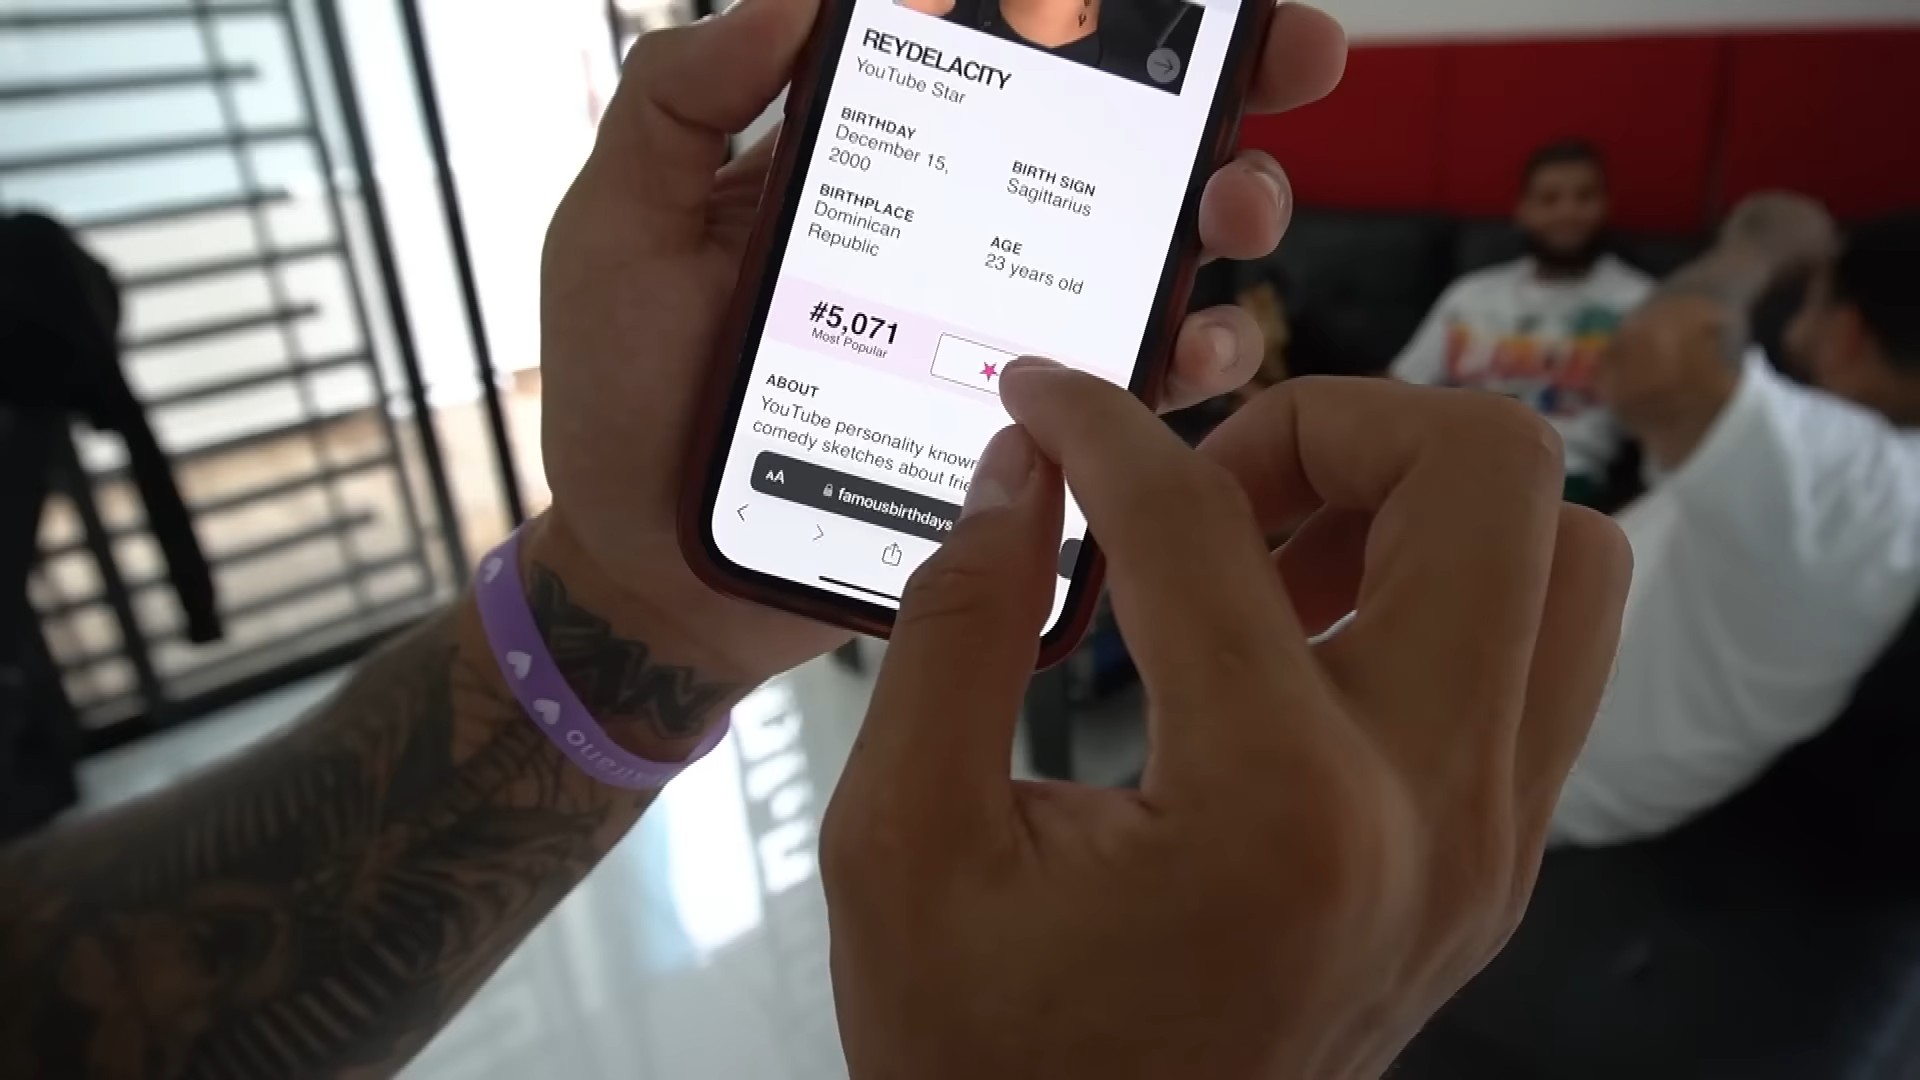 REYDELACITY
YouTube Star
BIRTHDAY
December 15,
2000
BIRTH SIGN
Sagittarius
BIRTHPLACE
Dominican
Republic
AGE
23 years old
#5,071
Most Popular
ABOUT
YouTube personality known
comedy sketches about
AA
famousbirthdays